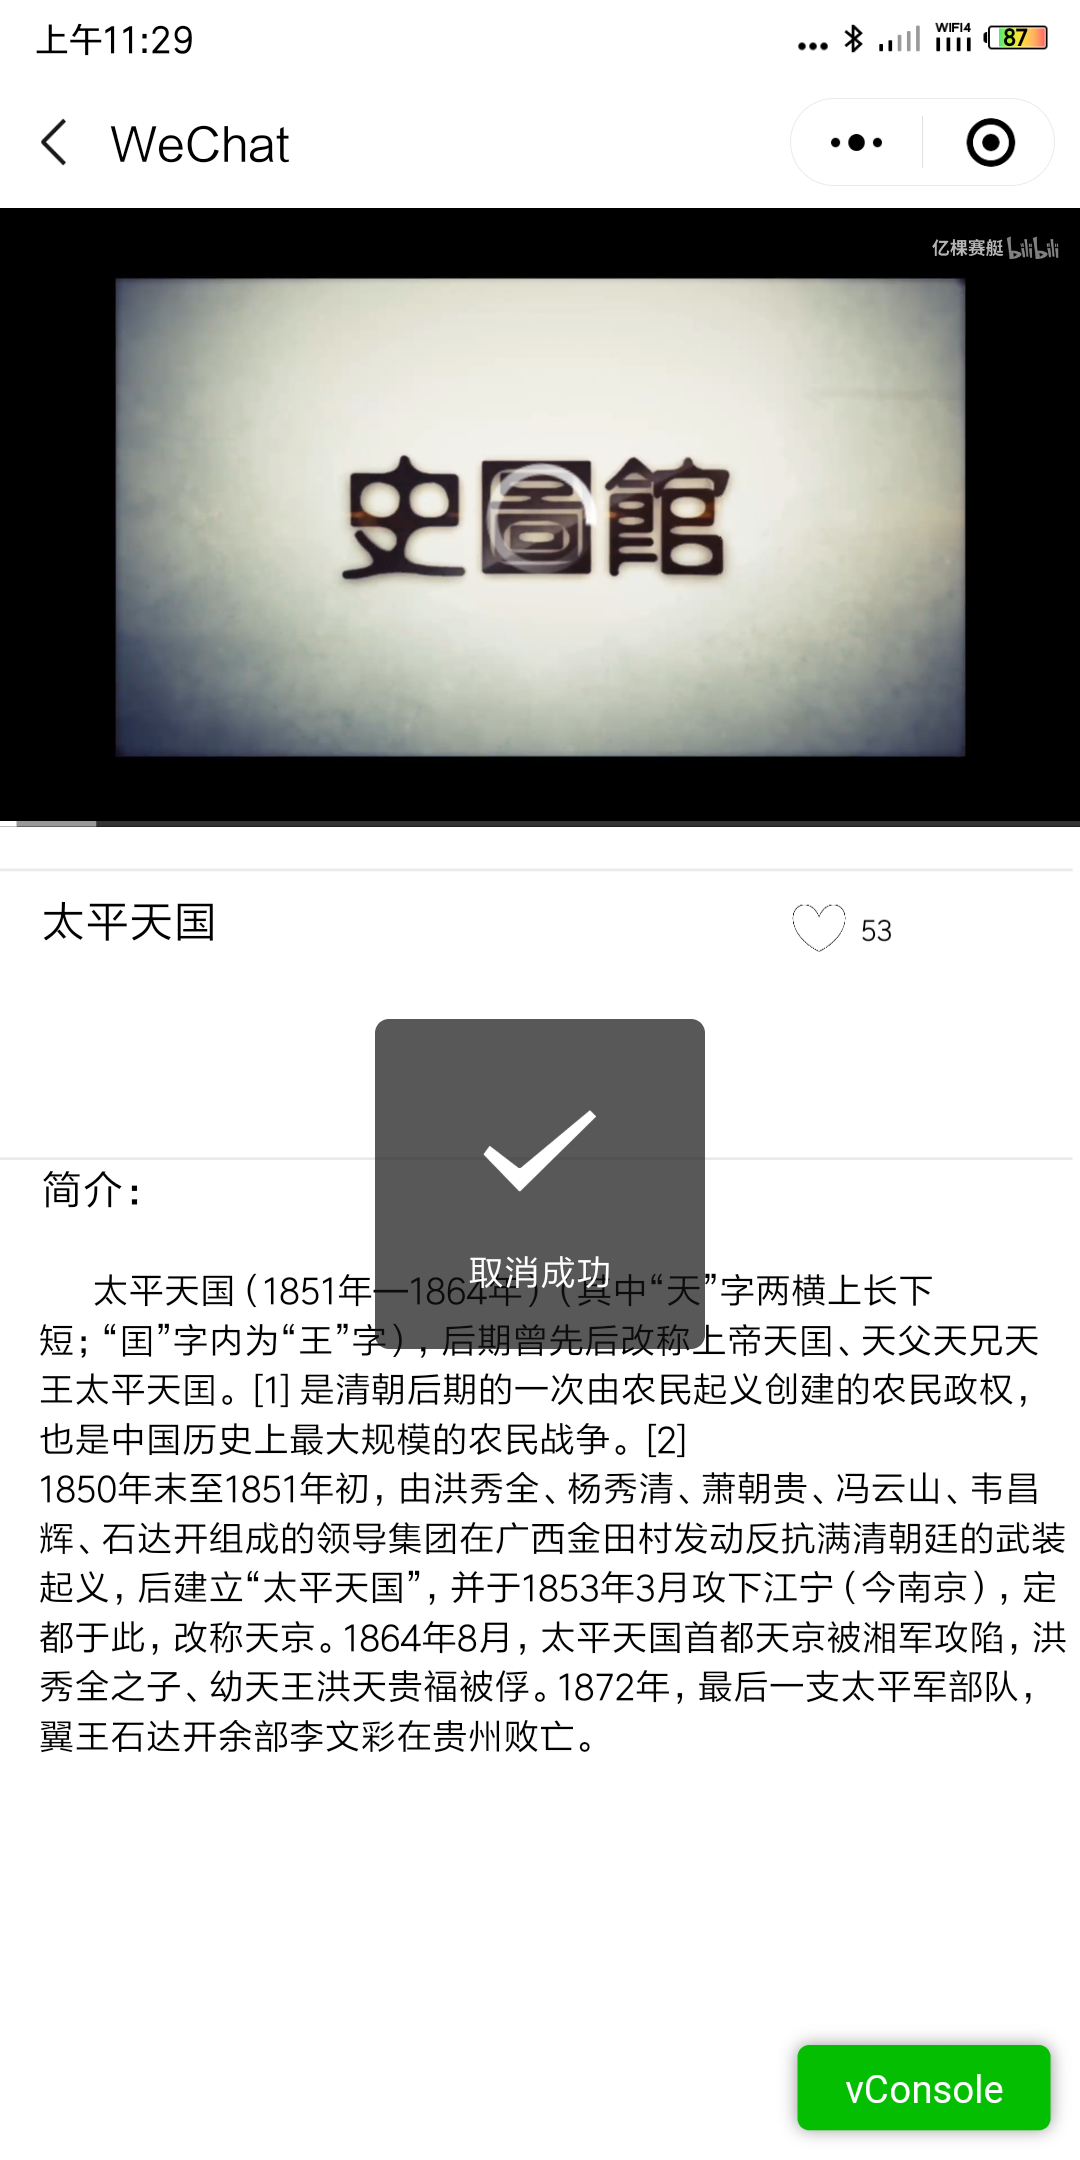 上午11:29
WIFI4
87
WeChat
亿棵赛艇 bilibili
史圖館
太平天国
53
取消成功
简介：
太平天国（1851年—1864年）（其中“天”字两横上长下
短；“囯”字内为“王”字），后期曾先后改称上帝天囯、天父天兄天
王太平天囯。[1] 是清朝后期的一次由农民起义创建的农民政权，
也是中国历史上最大规模的农民战争。[2]
1850年末至1851年初，由洪秀全、杨秀清、萧朝贵、冯云山、韦昌
辉、石达开组成的领导集团在广西金田村发动反抗满清朝廷的武装
起义，后建立“太平天国”，并于1853年3月攻下江宁（今南京），定
都于此，改称天京。1864年8月，太平天国首都天京被湘军攻陷，洪
秀全之子、幼天王洪天贵福被俘。1872年，最后一支太平军部队，
翼王石达开余部李文彩在贵州败亡。
vConsole